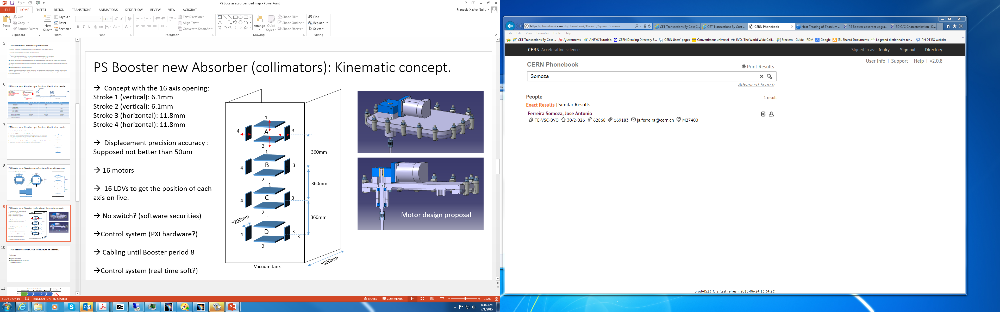 PS Booster absorber road map - PowerPoint
FILE
HOME
INSERT
DESIGN
TRANSITIONS
ANIMATIONS
SLIDE SHOW
REVIEW
VIEW
ACROBAT
Francois-Xavier Nuiry
Paste
Cut
Copy
Format Painter
Clipboard
New
Slide
Layout
Reset
Section
Slides
14+
Font
Text Direction
Align Text
Convert to SmartArt
Paragraph
Arrange
Quick
Styles
Shape Fill
Shape Outline
Shape Effects
Drawing
Find
Replace
Select
Editing
5
PS Booster new Absorber: specifications
6
PS Booster new Absorber: specifications. Clarification needed.
7
PS Booster new Absorber: specifications. Clarification needed.
8
PS Booster new Absorber: specifications. Kinematic concept.
9
PS Booster new Absorber (collimators): Kinematic concept.
10
PS Booster Absorber 2015 schedule (to be updated)
11
PS Booster new Absorber (collimators): Kinematic concept.
→ Concept with the 16 axis opening:
Stroke 1 (vertical): 6.1mm
Stroke 2 (vertical): 6.1mm
Stroke 3 (horizontal): 11.8mm
Stroke 4 (horizontal): 11.8mm
→ Displacement precision accuracy :
Supposed not better than 50um
→ 16 motors
→ 16 LDVs to get the position of each
axis on live.
→ No switch? (software securities)
→Control system (PXI hardware?)
→ Cabling until Booster period 8
→Control system (real time soft?)
1
4
A
3
2
360mm
1
4
B
3
2
360mm
1
4
C
3
2
360mm
~200mm
1
4
D
3
3
2
~500mm
Vacuum tank
Motor design proposal
SLIDE 9 OF 16
ENGLISH (UNITED STATES)
NOTES
COMMENTS
122%
8:46 AM
7/1/2015
https://phonebook.cern.ch/phonebook/#search/?query=Somoza
CET Transactions By Cost C...
CET Transactions By Cost ...
CERN Phonebook
Heat Treating of Titanium ...
PS Booster absorber upgra...
3D C/C Characterisation | D...
File
Edit
View
Favorites
Tools
Help
CET Transactions By Cost ...
Ajustements-
ANSYS Tutorials
CERN Drawing Directory S...
CERN Users' pages
Convertisseur universel
EVO, The World Wide Coll...
Freelem - Guide - RDM
Google
IBL Shared Documents
Le grand dictionnaire ter...
PH DT EO website
CERN Accelerating science
Signed in as: fnuiry
Sign out
Directory
User Info | Support | Help | v2.0.8
CERN Phonebook
Print Results
Somoza
Advanced Search
People
1 result
Exact Results | Similar Results
Ferreira Somoza, Jose Antonio
TE-VSC-BVO 30/2-026 62868 169183 ja.ferreira@cern.ch M27400
prodAIS23_C_2 (last refresh: 2015-06-24 13:34:23)